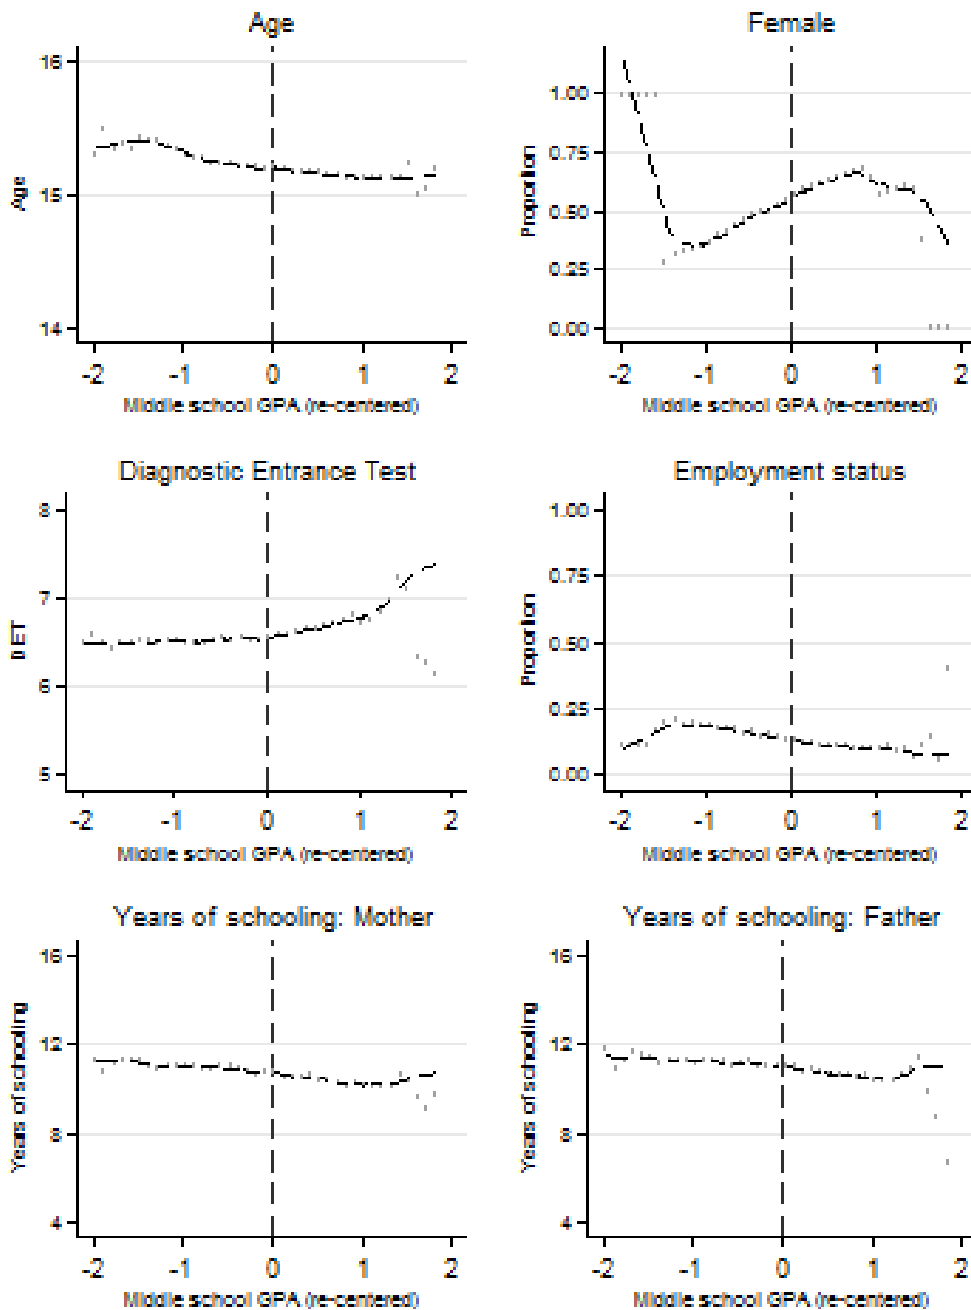 Age
Female
16
15
14
Age
-2 -1 0 1 2
Middle school GPA (re-centered)
1.00
0.75
0.50
0.25
0.00
Proportion
-2 -1 0 1 2
Middle school GPA (re-centered)
Diagnostic Entrance Test
Employment status
8
7
6
5
DET
-2 -1 0 1 2
Middle school GPA (re-centered)
1.00
0.75
0.50
0.25
0.00
Proportion
-2 -1 0 1 2
Middle school GPA (re-centered)
Years of schooling: Mother
Years of schooling: Father
16
12
8
4
Years of schooling
-2 -1 0 1 2
Middle school GPA (re-centered)
16
12
8
4
Years of schooling
-2 -1 0 1 2
Middle school GPA (re-centered)